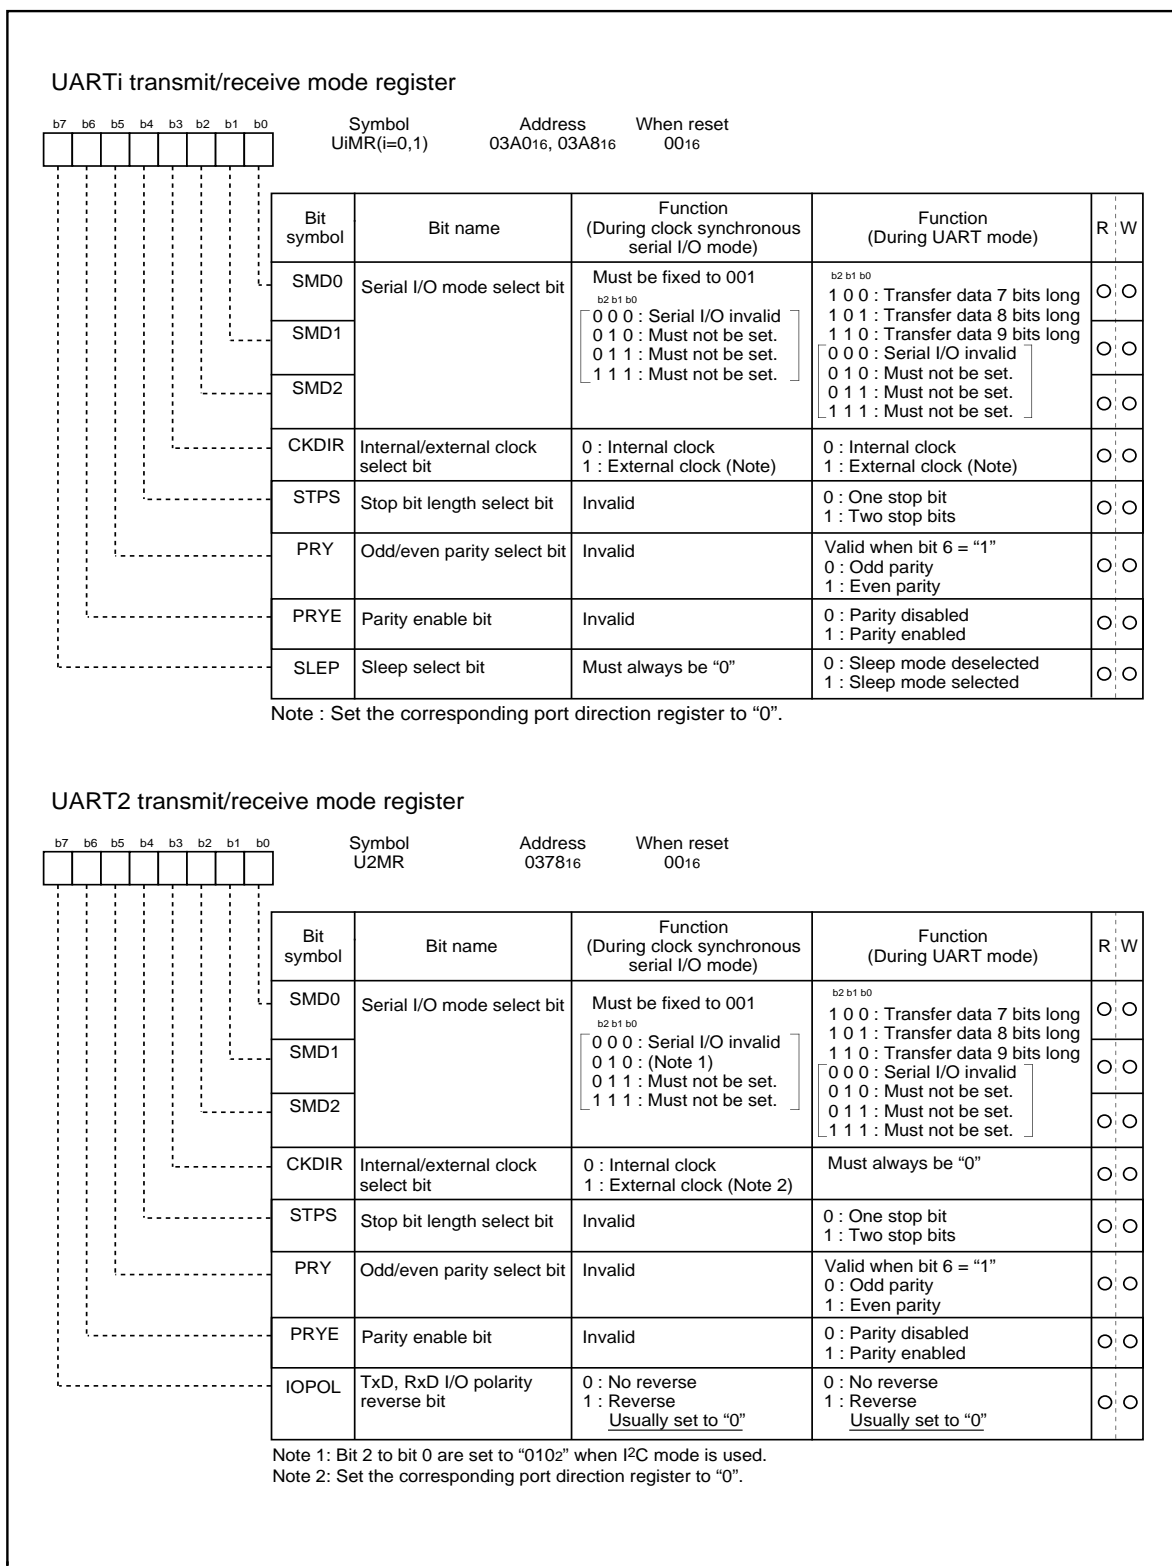 UARTi transmit/receive mode register
b7 b6 b5 b4 b3 b2 b1 b0
Symbol Address When reset
UiMR(i=0,1) 03A016, 03A816 0016
Bit symbol Bit name Function (During clock synchronous serial I/O mode) Function (During UART mode) R W
SMD0 Serial I/O mode select bit
SMD1
SMD2
Must be fixed to 001
b2 b1 b0
0 0 0 : Serial I/O invalid
0 1 0 : Must not be set.
0 1 1 : Must not be set.
1 1 1 : Must not be set.
b2 b1 b0
1 0 0 : Transfer data 7 bits long
1 0 1 : Transfer data 8 bits long
1 1 0 : Transfer data 9 bits long
0 0 0 : Serial I/O invalid
0 1 0 : Must not be set.
0 1 1 : Must not be set.
1 1 1 : Must not be set.
CKDIR Internal/external clock
select bit
0 : Internal clock
1 : External clock (Note)
0 : Internal clock
1 : External clock (Note)
STPS Stop bit length select bit Invalid
0 : One stop bit
1 : Two stop bits
PRY Odd/even parity select bit Invalid
Valid when bit 6 = “1”
0 : Odd parity
1 : Even parity
PRYE Parity enable bit Invalid
0 : Parity disabled
1 : Parity enabled
SLEP Sleep select bit Must always be “0”
0 : Sleep mode deselected
1 : Sleep mode selected
Note : Set the corresponding port direction register to “0”.
UART2 transmit/receive mode register
b7 b6 b5 b4 b3 b2 b1 b0
Symbol Address When reset
U2MR 037816 0016
Bit symbol Bit name Function (During clock synchronous serial I/O mode) Function (During UART mode) R W
SMD0 Serial I/O mode select bit
SMD1
SMD2
Must be fixed to 001
b2 b1 b0
0 0 0 : Serial I/O invalid
0 1 0 : (Note 1)
0 1 1 : Must not be set.
1 1 1 : Must not be set.
b2 b1 b0
1 0 0 : Transfer data 7 bits long
1 0 1 : Transfer data 8 bits long
1 1 0 : Transfer data 9 bits long
0 0 0 : Serial I/O invalid
0 1 0 : Must not be set.
0 1 1 : Must not be set.
1 1 1 : Must not be set.
CKDIR Internal/external clock
select bit
0 : Internal clock
1 : External clock (Note 2)
Must always be “0”
STPS Stop bit length select bit Invalid
0 : One stop bit
1 : Two stop bits
PRY Odd/even parity select bit Invalid
Valid when bit 6 = “1”
0 : Odd parity
1 : Even parity
PRYE Parity enable bit Invalid
0 : Parity disabled
1 : Parity enabled
IOPOL TxD, RxD I/O polarity
reverse bit
0 : No reverse
1 : Reverse
Usually set to “0”
0 : No reverse
1 : Reverse
Usually set to “0”
Note 1: Bit 2 to bit 0 are set to “0102” when I2C mode is used.
Note 2: Set the corresponding port direction register to “0”.